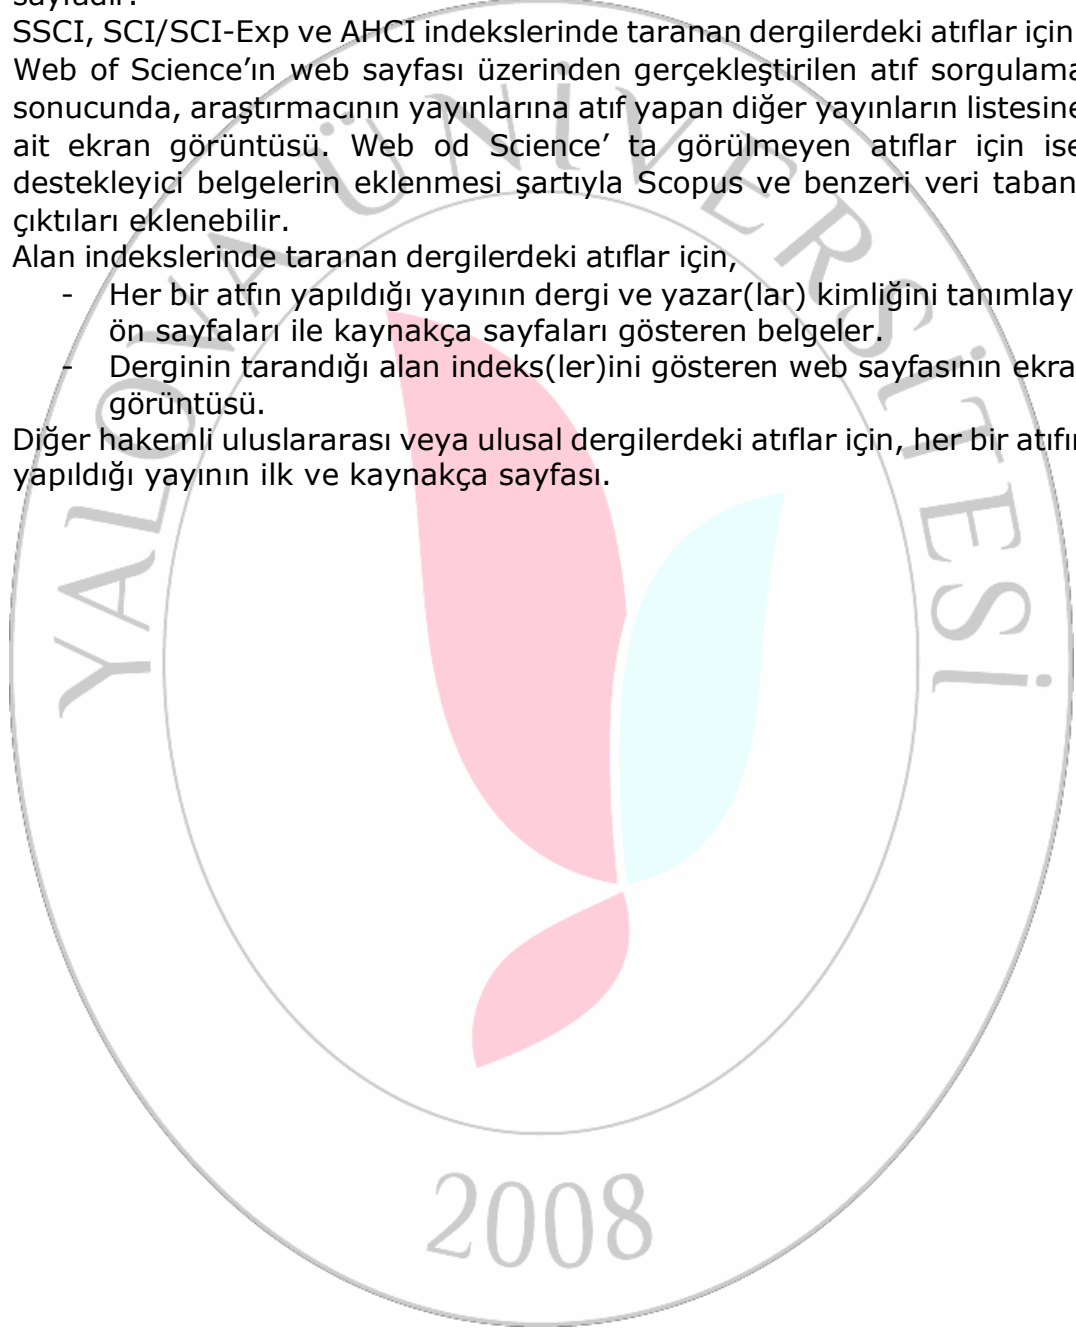 sayfadır.
SSCI, SCI/SCI-Exp ve AHCI indekslerinde taranan dergilerdeki atıflar için
Web of Science’ın web sayfası üzerinden gerçekleştirilen atıf sorgulama
sonucunda, araştırmacının yayınlarına atıf yapan diğer yayınların listesine
ait ekran görüntüsü. Web od Science’ ta görülmeyen atıflar için ise
destekleyici belgelerin eklenmesi şartıyla Scopus ve benzeri veri taban
çıktıları eklenebilir.
Alan indekslerinde taranan dergilerdeki atıflar için,
- Her bir atfın yapıldığı yayının dergi ve yazar(lar) kimliğini tanımlay
ön sayfaları ile kaynakça sayfaları gösteren belgeler.
- Derginin tarandığı alan indeks(ler)ini gösteren web sayfasının ekra
görüntüsü.
Diğer hakemli uluslararası veya ulusal dergilerdeki atıflar için, her bir atıfın
yapıldığı yayının ilk ve kaynakça sayfası.
YALOVA ÜNİVERSİTESİ
2008